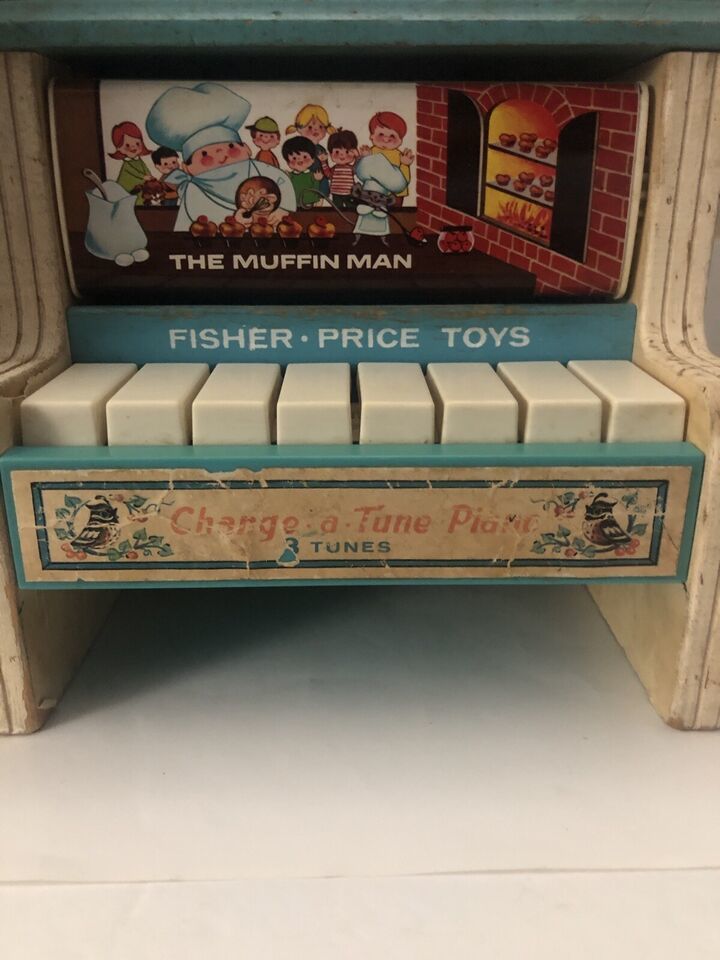 THE MUFFIN MAN
FISHER·PRICE TOYS
Change·a·Tune Piano
3 TUNES